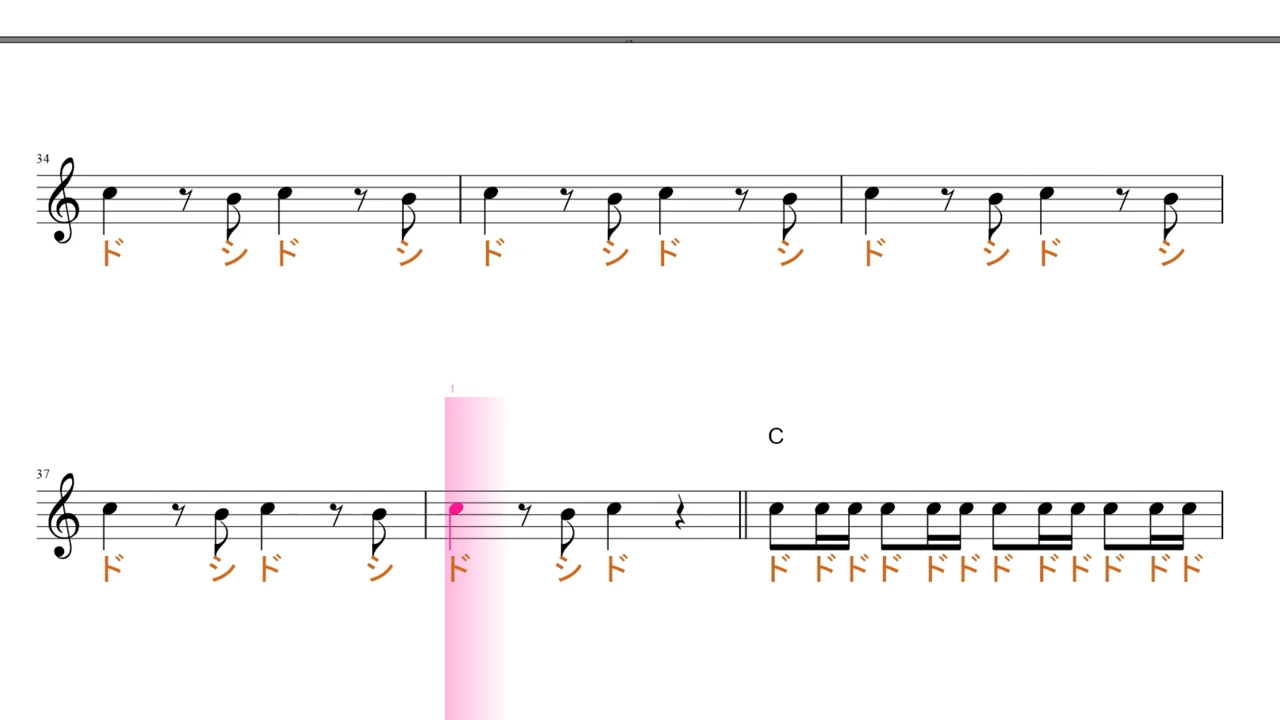 34
ド シ ド シ ド シ ド シ ド シ ド シ
1
C
37
ド シ ド シ ド シ ド ド ド ド ド ド ド ド ド ド ド ド ド